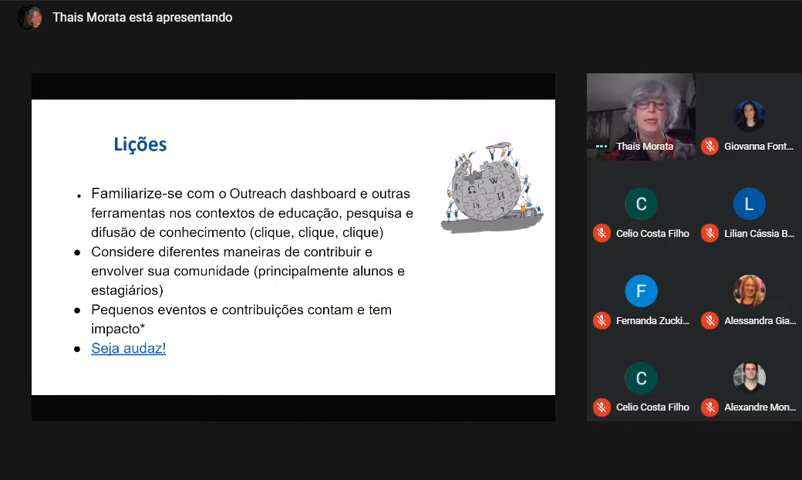 Thais Morata está apresentando
Lições
Familiarize-se com o Outreach dashboard e outras
ferramentas nos contextos de educação, pesquisa e
difusão de conhecimento (clique, clique, clique)
Considere diferentes maneiras de contribuir e
envolver sua comunidade (principalmente alunos e
estagiários)
Pequenos eventos e contribuições contam e tem
impacto*
Seja audaz!
Thais Morata
Giovanna Font...
C
Celio Costa Filho
L
Lilian Cássia B...
F
Fernanda Zucki...
Alessandra Gia...
C
Celio Costa Filho
Alexandre Mon...